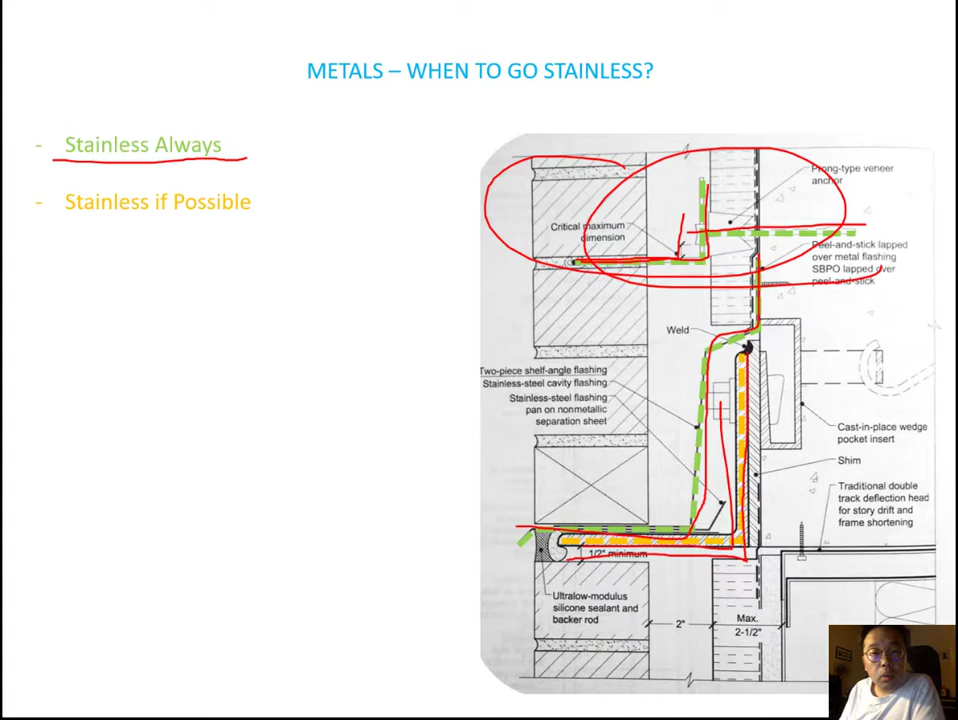 METALS – WHEN TO GO STAINLESS?
- Stainless Always
- Stainless if Possible
Prong-type veneer
anchor
Critical maximum
dimension
Peel-and-stick lapped
over metal flashing
SBPO lapped over
peel-and-stick
Weld
Two-piece shelf-angle flashing
Stainless-steel cavity flashing
Stainless-steel flashing
pan on nonmetallic
separation sheet
Cast-in-place wedge
pocket insert
Shim
Traditional double
track deflection head
for story drift and
frame shortening
1/2" minimum
Ultralow-modulus
silicone sealant and
backer rod
2"
Max.
2-1/2"